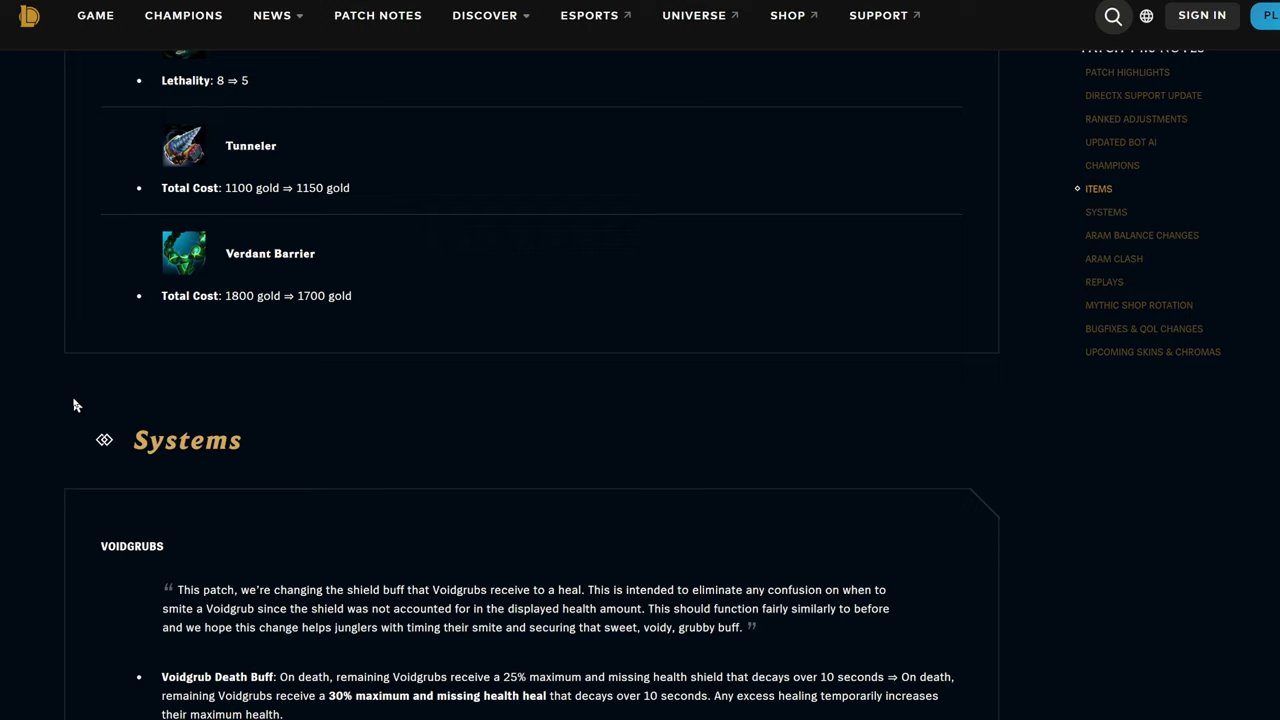 GAME CHAMPIONS NEWS PATCH NOTES DISCOVER ESPORTS UNIVERSE SHOP SUPPORT SIGN IN PL
Lethality: 8 ⇒ 5
Tunneler
Total Cost: 1100 gold ⇒ 1150 gold
Verdant Barrier
Total Cost: 1800 gold ⇒ 1700 gold
Systems
VOIDGRUBS
“ This patch, we’re changing the shield buff that Voidgrubs receive to a heal. This is intended to eliminate any confusion on when to
smite a Voidgrub since the shield was not accounted for in the displayed health amount. This should function fairly similarly to before
and we hope this change helps junglers with timing their smite and securing that sweet, voidy, grubby buff. ”
Voidgrub Death Buff: On death, remaining Voidgrubs receive a 25% maximum and missing health shield that decays over 10 seconds ⇒ On death,
remaining Voidgrubs receive a 30% maximum and missing health heal that decays over 10 seconds. Any excess healing temporarily increases
their maximum health.
PATCH HIGHLIGHTS
DIRECTX SUPPORT UPDATE
RANKED ADJUSTMENTS
UPDATED BOT AI
CHAMPIONS
ITEMS
SYSTEMS
ARAM BALANCE CHANGES
ARAM CLASH
REPLAYS
MYTHIC SHOP ROTATION
BUGFIXES & QOL CHANGES
UPCOMING SKINS & CHROMAS